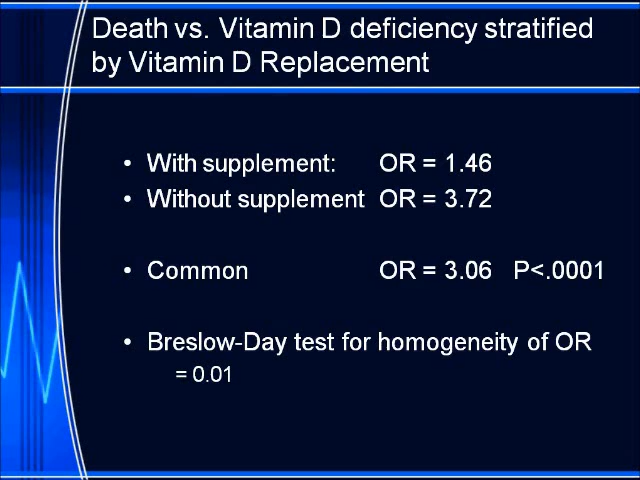 Death vs. Vitamin D deficiency stratified
by Vitamin D Replacement
• With supplement: OR = 1.46
• Without supplement OR = 3.72
• Common OR = 3.06 P<.0001
• Breslow-Day test for homogeneity of OR
= 0.01